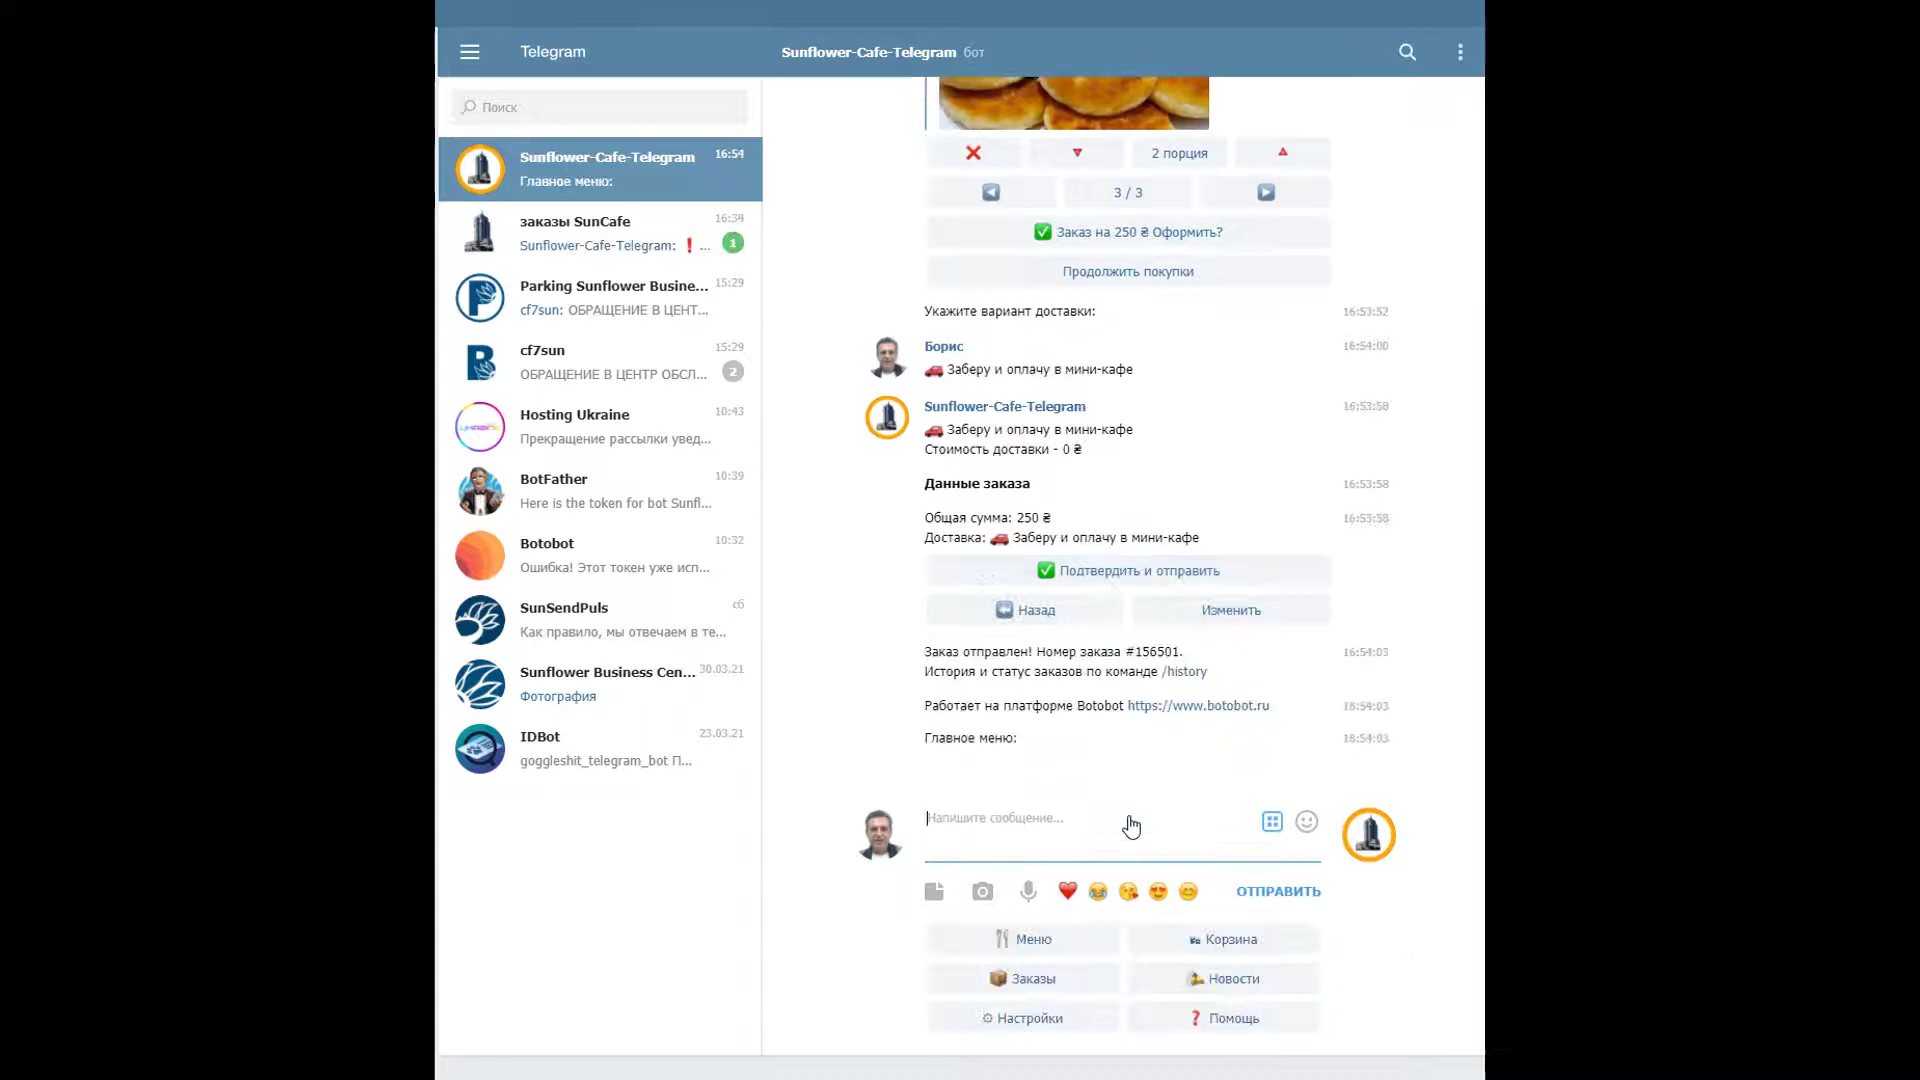 Telegram
Sunflower-Cafe-Telegram бот
Поиск
Sunflower-Cafe-Telegram 16:54
Главное меню:
заказы SunCafe 16:39
Sunflower-Cafe-Telegram: ❗ ... 1
Parking Sunflower Busine... 15:29
cf7sun: ОБРАЩЕНИЕ В ЦЕНТ...
cf7sun 15:29
ОБРАЩЕНИЕ В ЦЕНТР ОБСЛ... 2
Hosting Ukraine 10:43
Прекращение рассылки увед...
BotFather 10:39
Here is the token for bot Sunfl...
Botobot 10:32
Ошибка! Этот токен уже исп...
SunSendPuls сб
Как правило, мы отвечаем в те...
Sunflower Business Cen... 30.03.21
Фотография
IDBot 23.03.21
goggleshit_telegram_bot П...
2 порция
3 / 3
✅ Заказ на 250 ₴ Оформить?
Продолжить покупки
Укажите вариант доставки: 16:53:52
Борис 16:54:00
🚗 Заберу и оплачу в мини-кафе
Sunflower-Cafe-Telegram 16:53:58
🚗 Заберу и оплачу в мини-кафе
Стоимость доставки - 0 ₴
Данные заказа 16:53:58
Общая сумма: 250 ₴ 16:53:58
Доставка: 🚗 Заберу и оплачу в мини-кафе
✅ Подтвердить и отправить
Назад Изменить
Заказ отправлен! Номер заказа #156501. 16:54:03
История и статус заказов по команде /history
Работает на платформе Botobot https://www.botobot.ru 16:54:03
Главное меню: 16:54:03
Напишите сообщение...
ОТПРАВИТЬ
Меню Корзина
Заказы Новости
Настройки Помощь